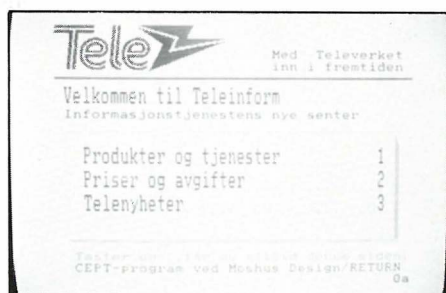 Tele
Med Televerket
inn i fremtiden
Velkommen til Teleinform
Informasjonstjenestens nye senter
Produkter og tjenester 1
Priser og avgifter 2
Telenyheter 3
CEPT-program ved Moshus Design/RETURN
0a